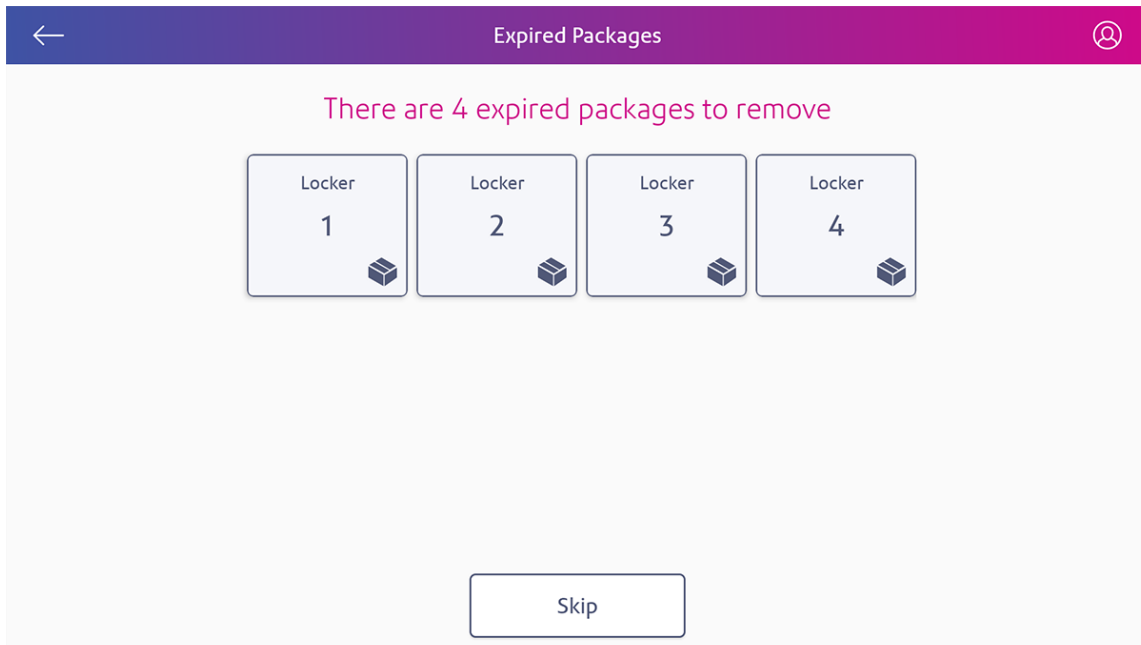 Expired Packages
There are 4 expired packages to remove
Locker Locker Locker Locker
1 2 3 4
Skip